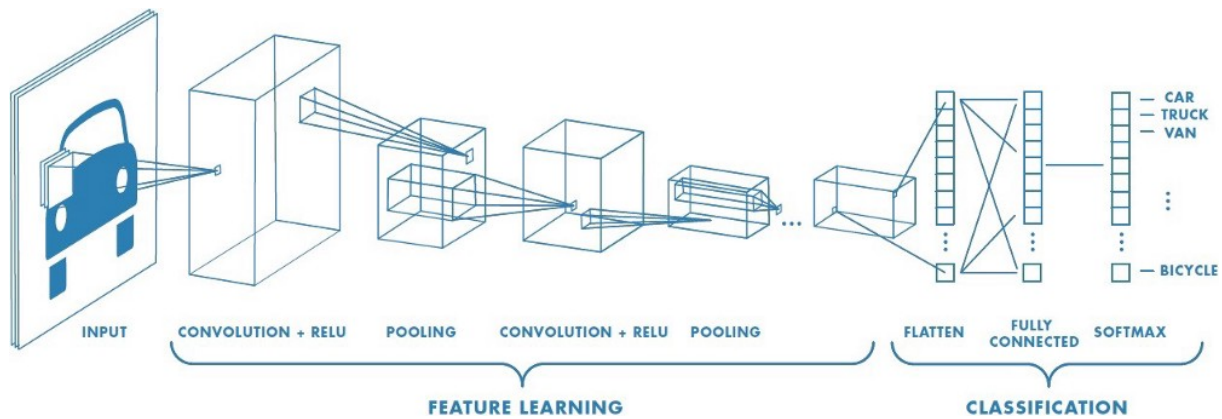 CAR
TRUCK
VAN
BICYCLE
INPUT
CONVOLUTION + RELU
POOLING
CONVOLUTION + RELU
POOLING
FLATTEN
FULLY
CONNECTED
SOFTMAX
FEATURE LEARNING
CLASSIFICATION